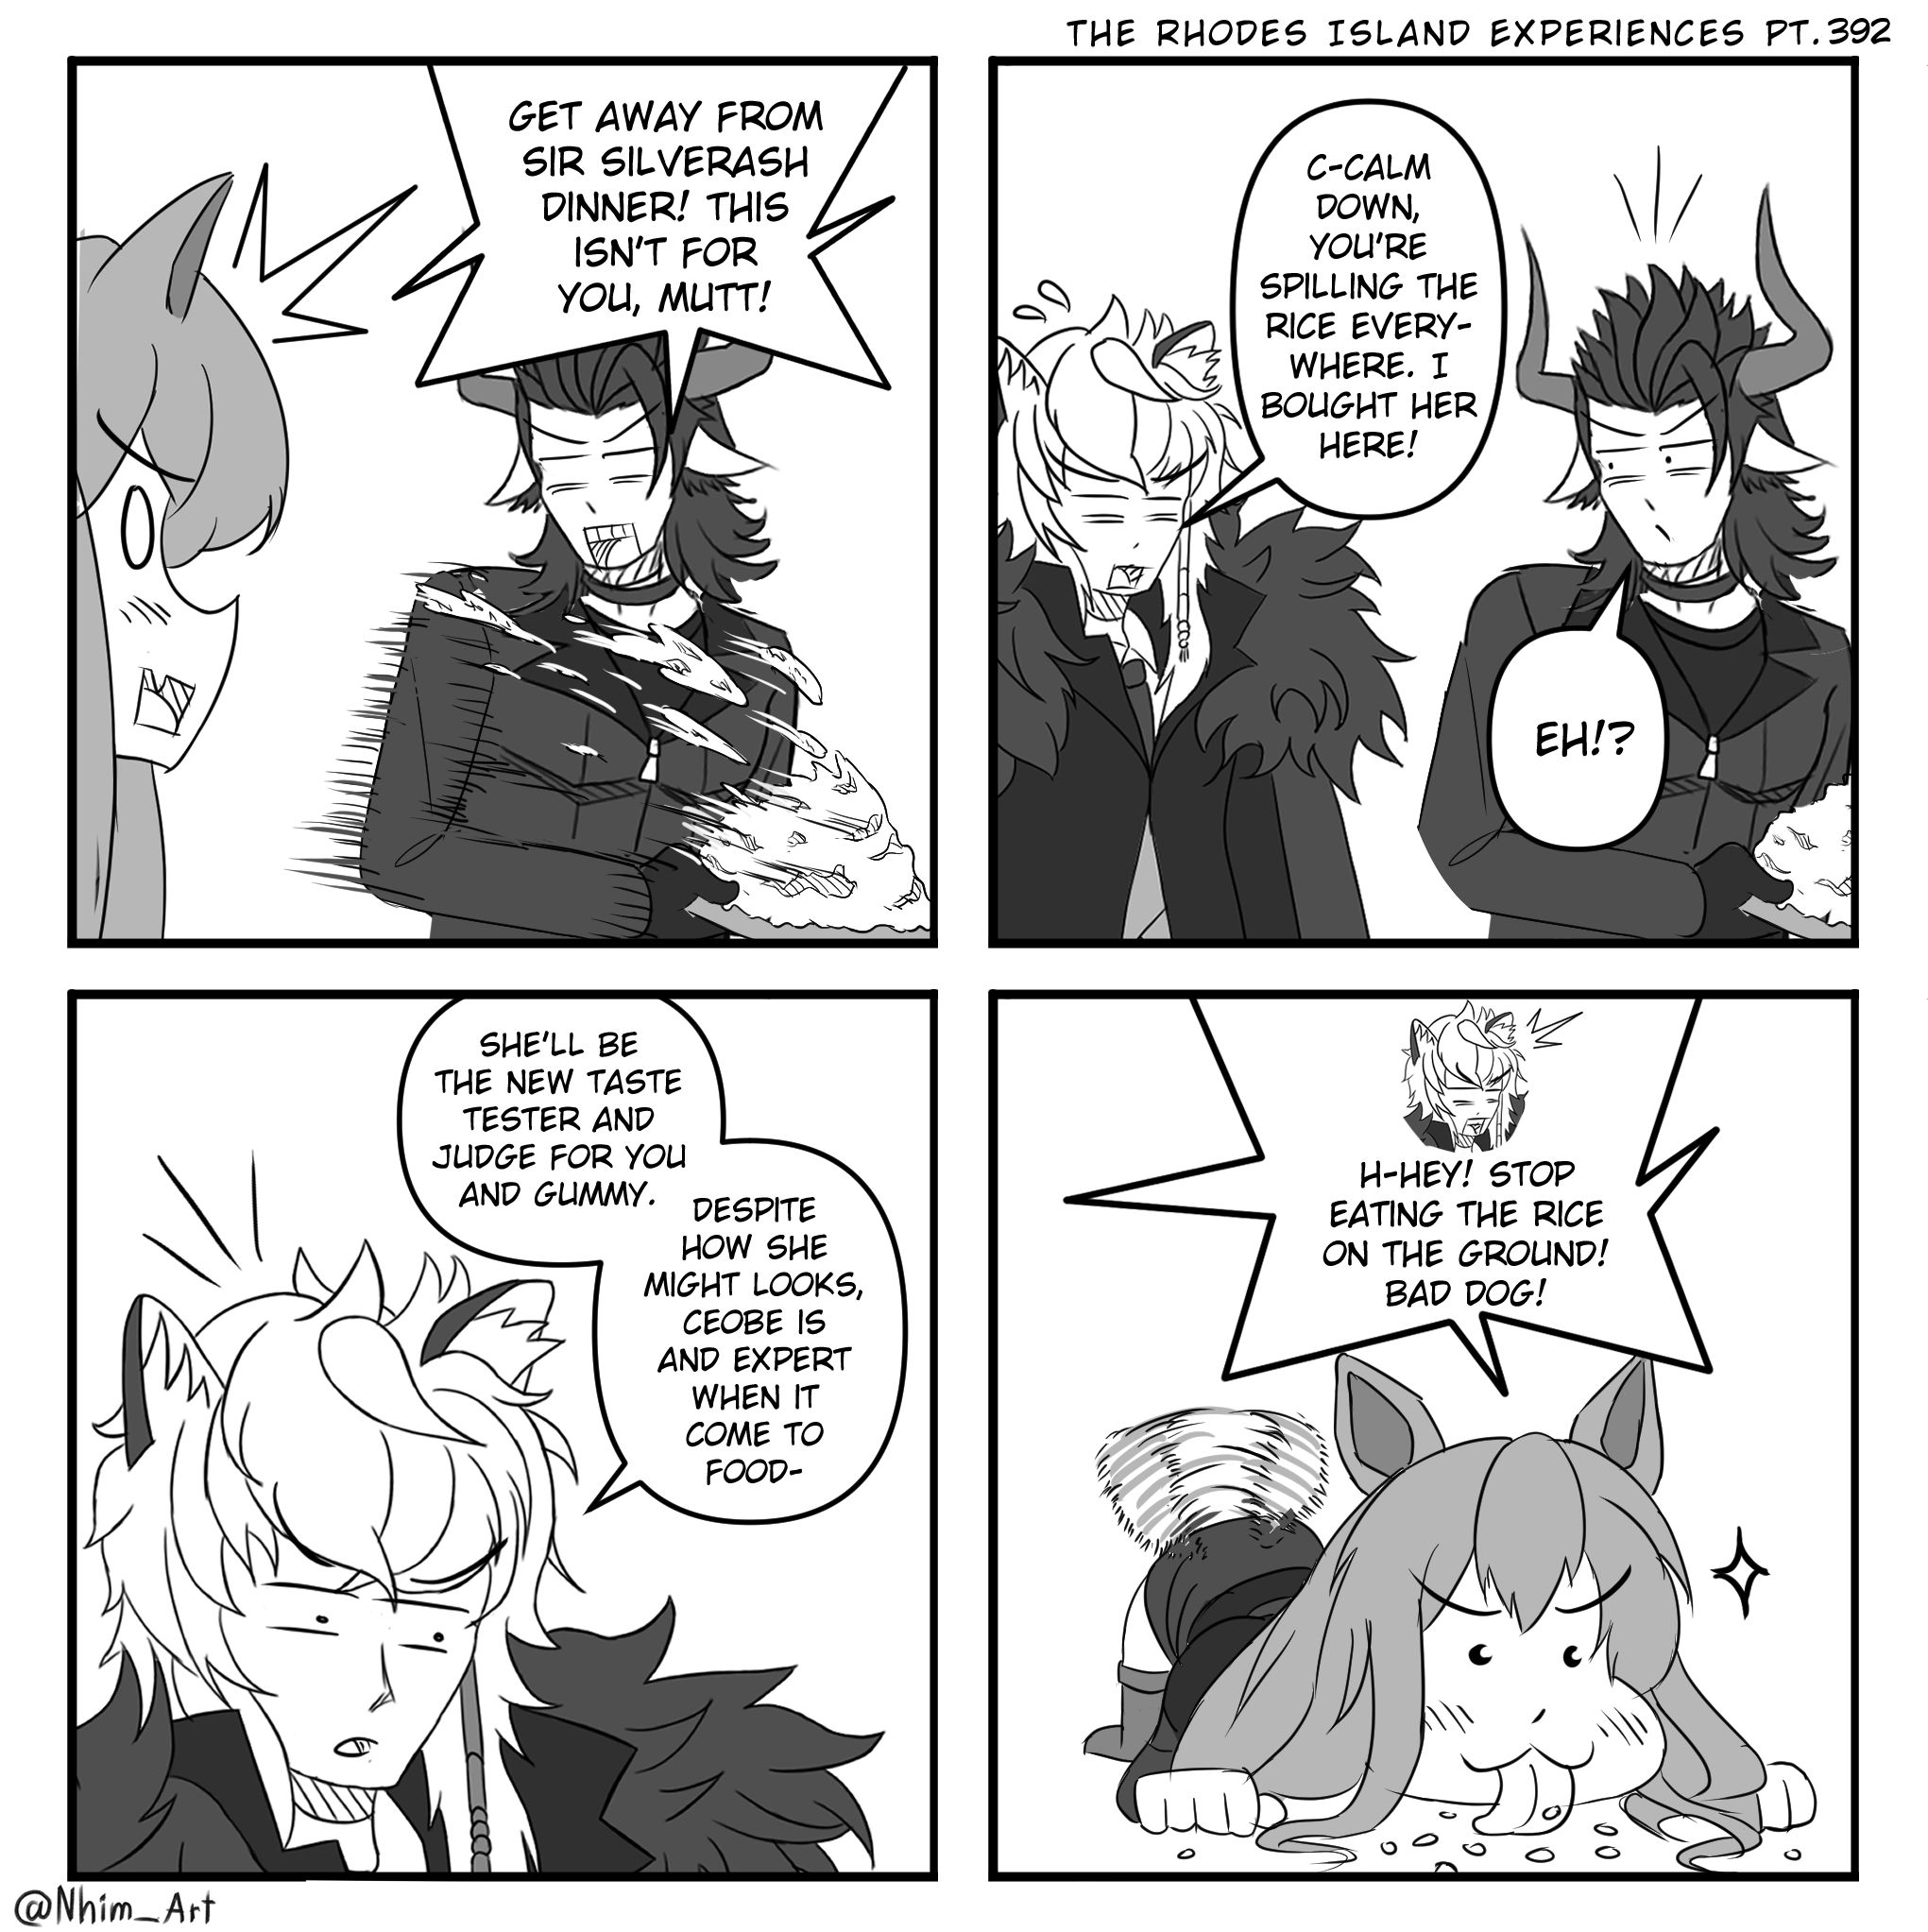 THE RHODES ISLAND EXPERIENCES PT.392
GET AWAY FROM
SIR SILVERASH
DINNER! THIS
ISN'T FOR
YOU, MUTT!
C-CALM
DOWN,
YOU'RE
SPILLING THE
RICE EVERY-
WHERE. I
BOUGHT HER
HERE!
EH!?
SHE'LL BE
THE NEW TASTE
TESTER AND
JUDGE FOR YOU
AND GUMMY.
DESPITE
HOW SHE
MIGHT LOOKS,
CEOBE IS
AND EXPERT
WHEN IT
COME TO
FOOD-
H-HEY! STOP
EATING THE RICE
ON THE GROUND!
BAD DOG!
@Nhim_Art